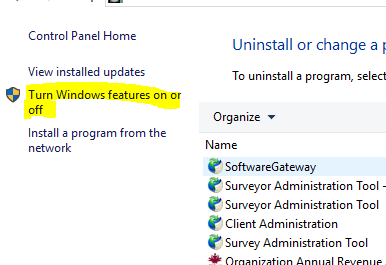 Control Panel Home
View installed updates
Turn Windows features on or
off
Install a program from the
network
Uninstall or change a p
To uninstall a program, selec
Organize
Name
SoftwareGateway
Surveyor Administration Tool -
Surveyor Administration Tool
Client Administration
Survey Administration Tool
Organization Annual Revenue